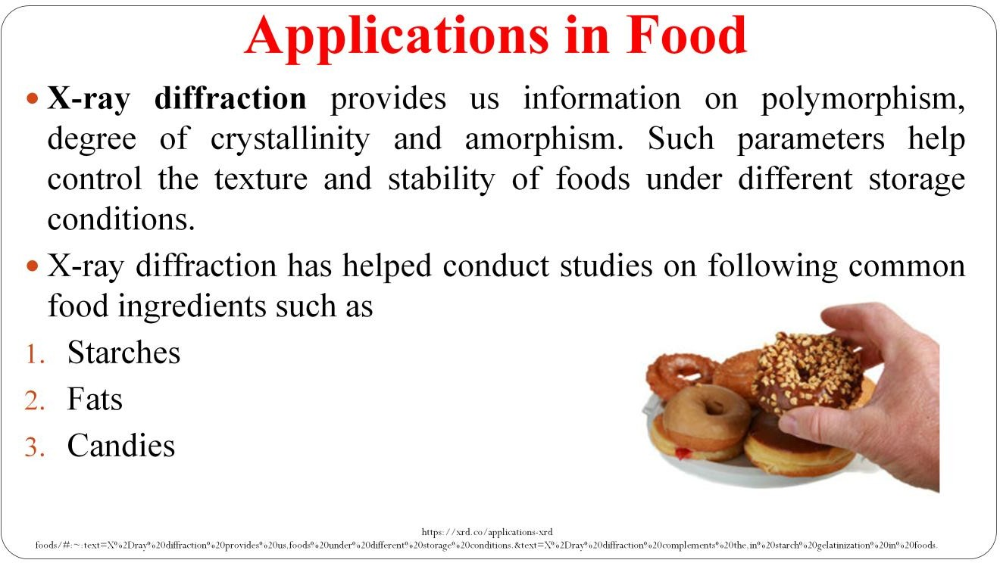 Applications in Food
• X-ray diffraction provides us information on polymorphism,
degree of crystallinity and amorphism. Such parameters help
control the texture and stability of foods under different storage
conditions.
• X-ray diffraction has helped conduct studies on following common
food ingredients such as
1. Starches
2. Fats
3. Candies
https://xrd.co/applications-xrd
foods/#:~:text=X%2Dray%20diffraction%20provides%20us,foods%20under%20different%20storage%20conditions.&text=X%2Dray%20diffraction%20complements%20the,in%20starch%20gelatinization%20in%20foods.